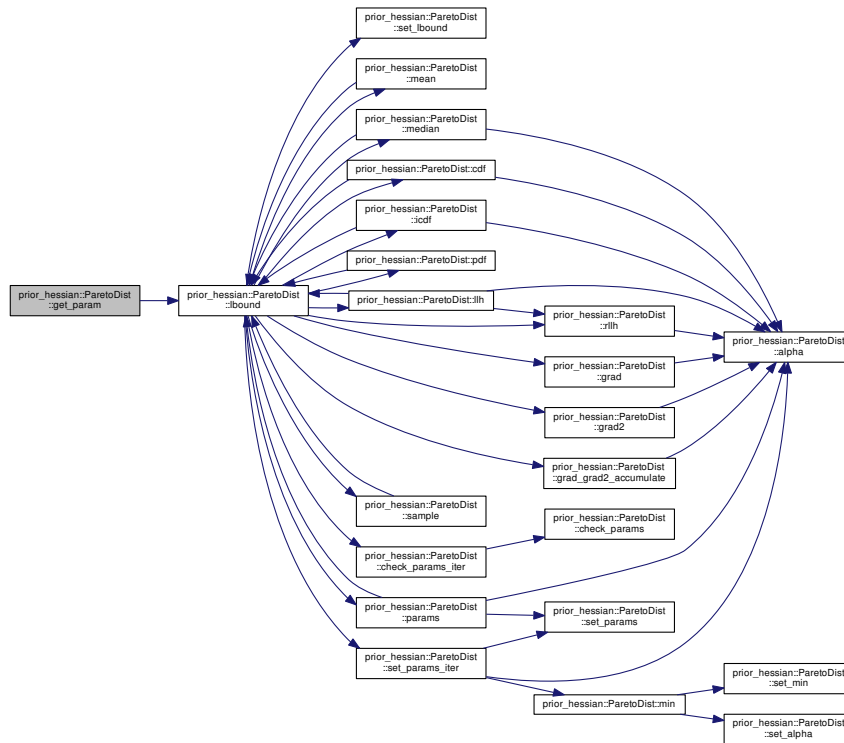 prior_hessian::ParetoDist
::get_param
prior_hessian::ParetoDist
::lbound
prior_hessian::ParetoDist
::set_lbound
prior_hessian::ParetoDist
::mean
prior_hessian::ParetoDist
::median
prior_hessian::ParetoDist::cdf
prior_hessian::ParetoDist
::icdf
prior_hessian::ParetoDist::pdf
prior_hessian::ParetoDist::llh
prior_hessian::ParetoDist
::sample
prior_hessian::ParetoDist
::check_params_iter
prior_hessian::ParetoDist
::params
prior_hessian::ParetoDist
::set_params_iter
prior_hessian::ParetoDist
::rllh
prior_hessian::ParetoDist
::grad
prior_hessian::ParetoDist
::grad2
prior_hessian::ParetoDist
::grad_grad2_accumulate
prior_hessian::ParetoDist
::check_params
prior_hessian::ParetoDist
::set_params
prior_hessian::ParetoDist::min
prior_hessian::ParetoDist
::alpha
prior_hessian::ParetoDist
::set_min
prior_hessian::ParetoDist
::set_alpha